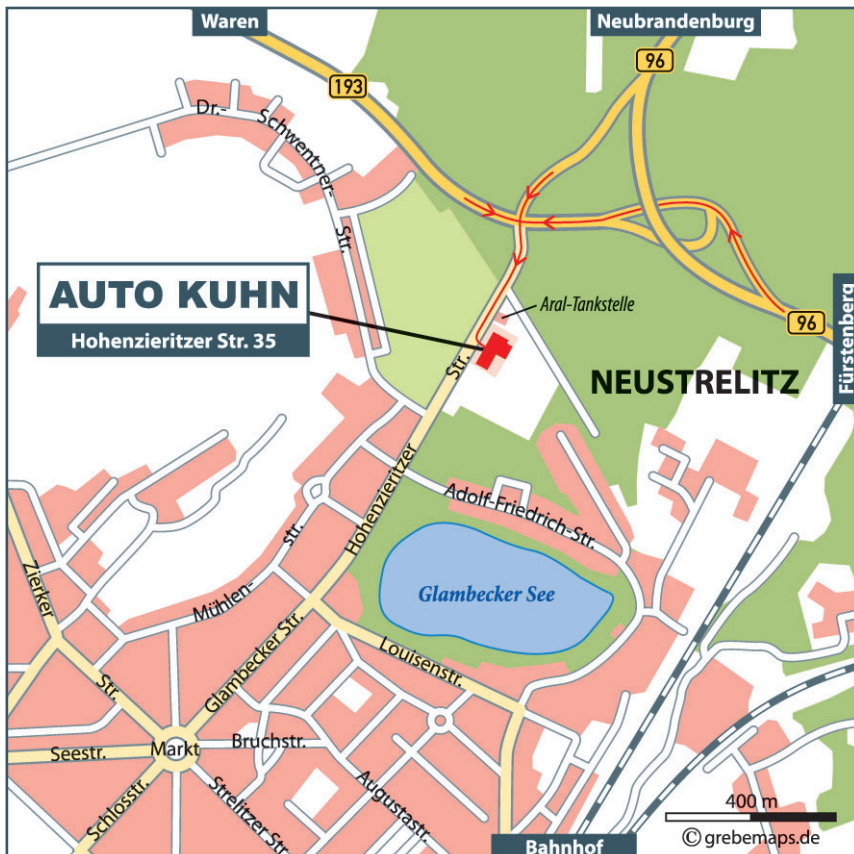 Waren
Neubrandenburg
96
193
Dr.-
Schwentner-
Str.
AUTO KUHN
Hohenzieritzer Str. 35
Aral-Tankstelle
96
Fürstenberg
Str.
NEUSTRELITZ
Hohenzieritzer
Adolf-Friedrich-Str.
str.
Mühlen-
Zierker
Str.
Glambecker See
Glambecker Str.
Louisenstr.
Markt
Bruchstr.
Seestr.
Schlosstr.
Strelitzer Str.
Augustastr.
400 m
© grebemaps.de
Bahnhof